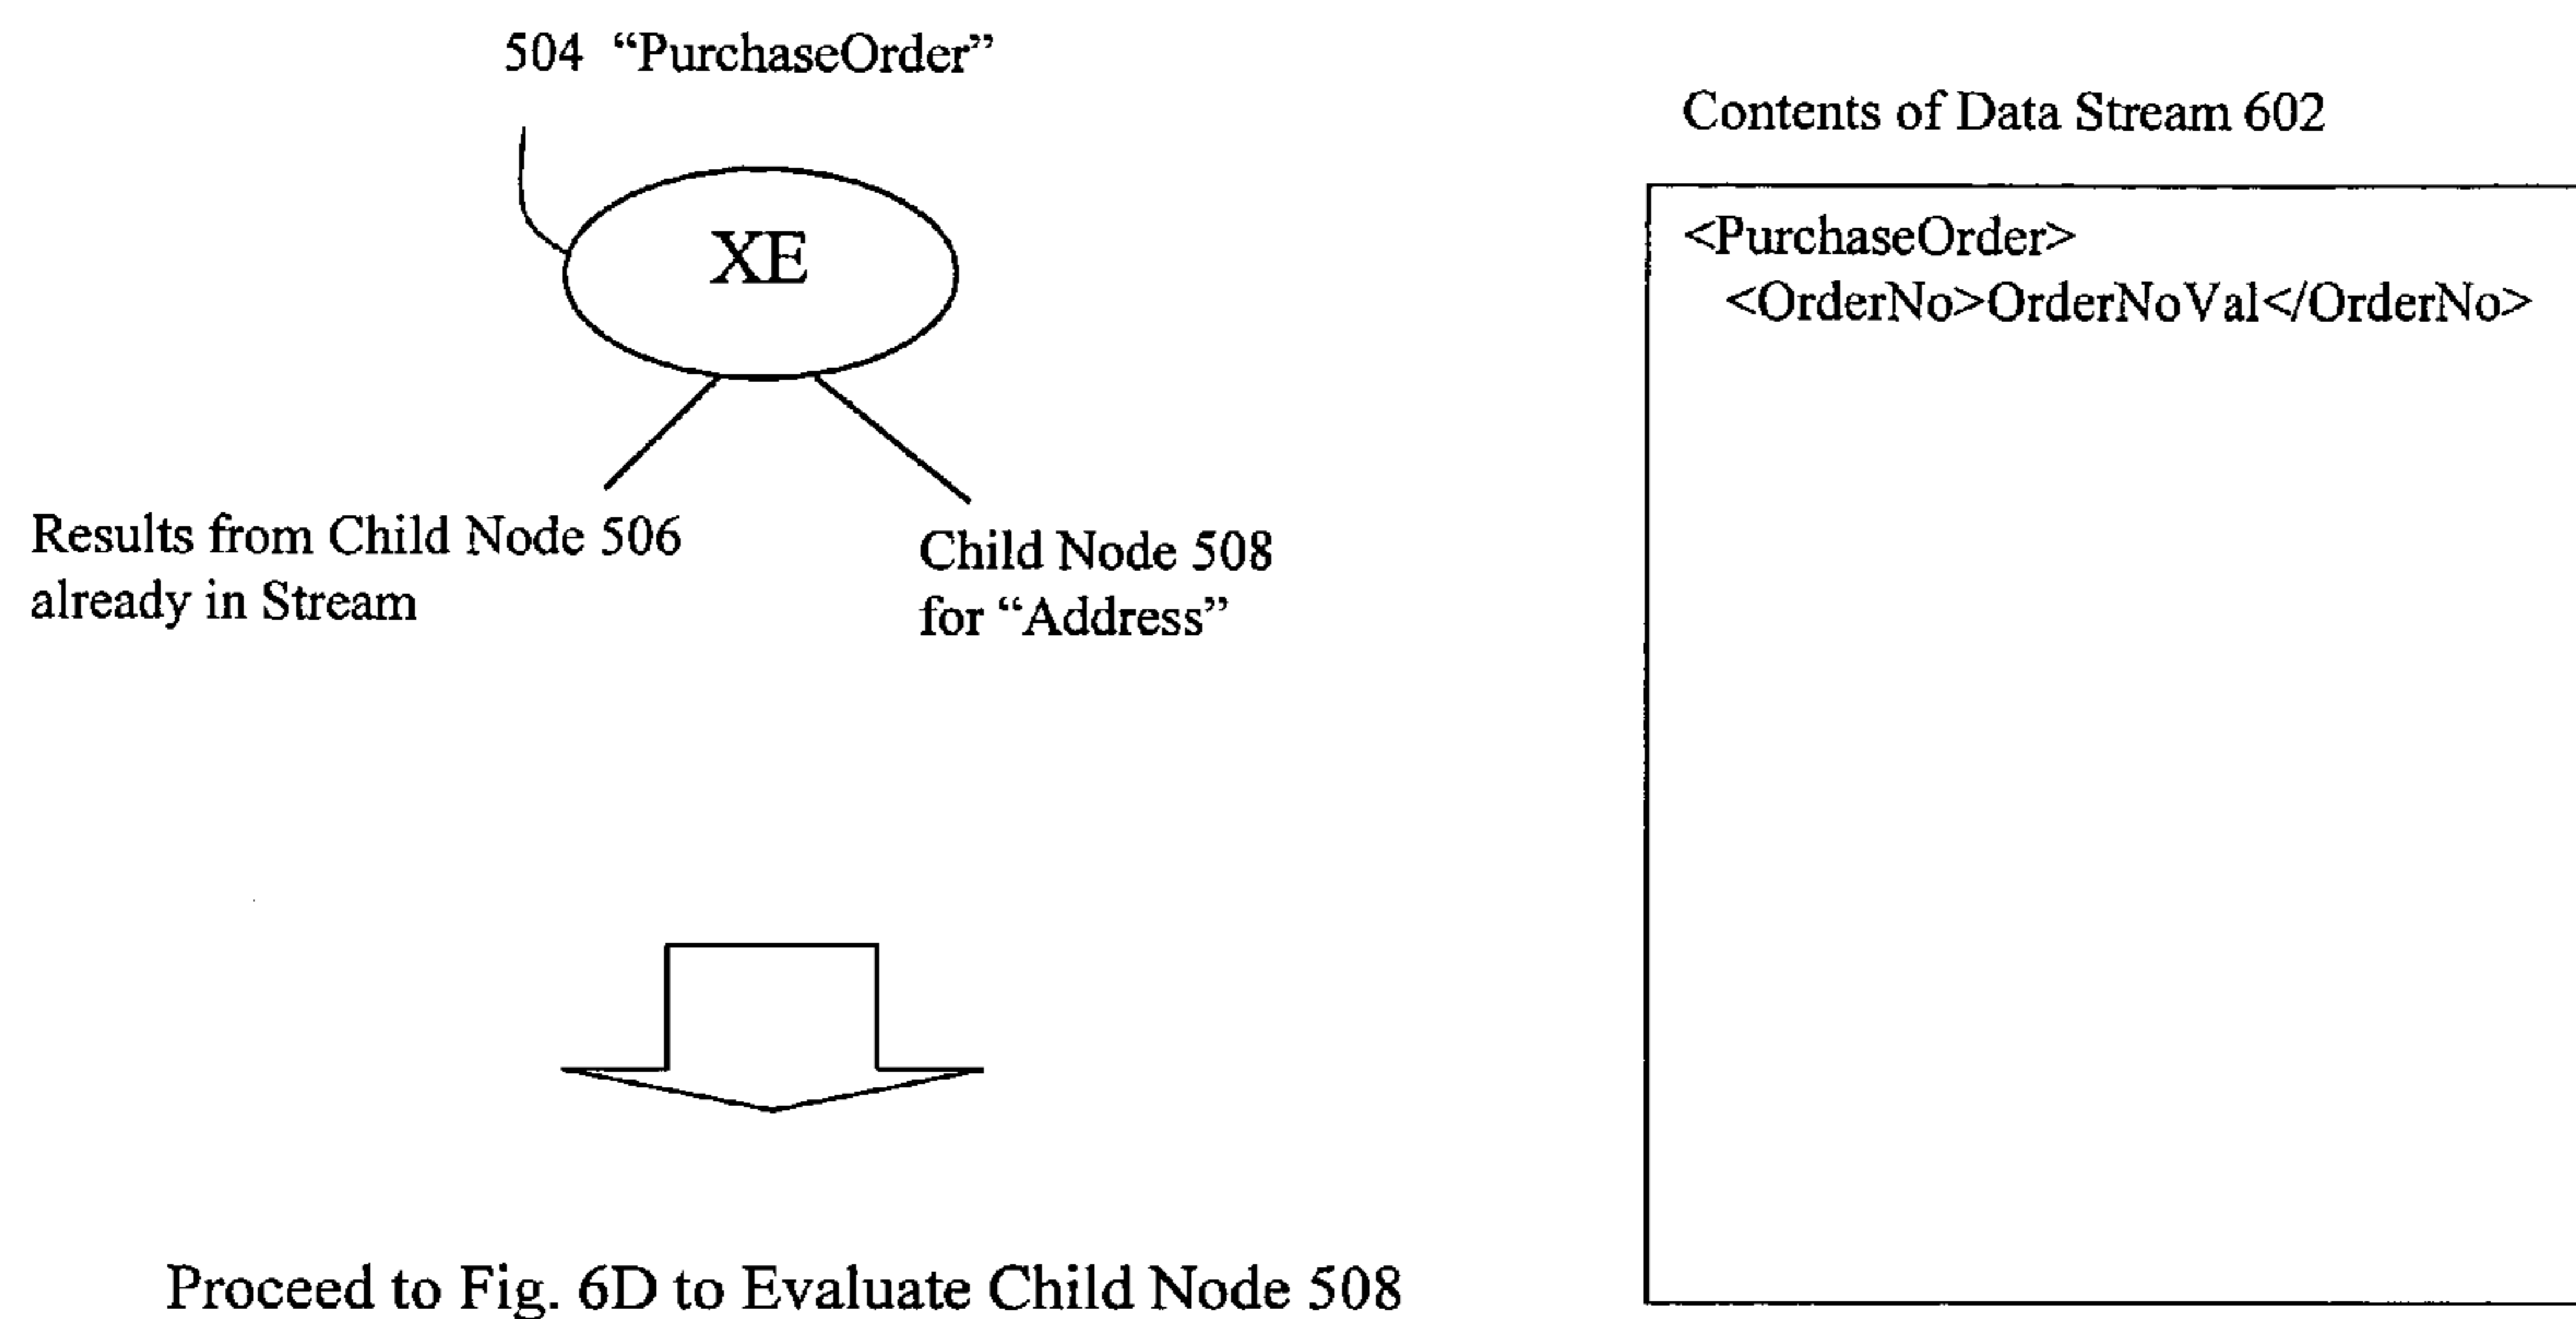 504 “PurchaseOrder”
XE
Results from Child Node 506
already in Stream
Child Node 508
for “Address”
Proceed to Fig. 6D to Evaluate Child Node 508
Contents of Data Stream 602
<PurchaseOrder>
<OrderNo>OrderNoVal</OrderNo>